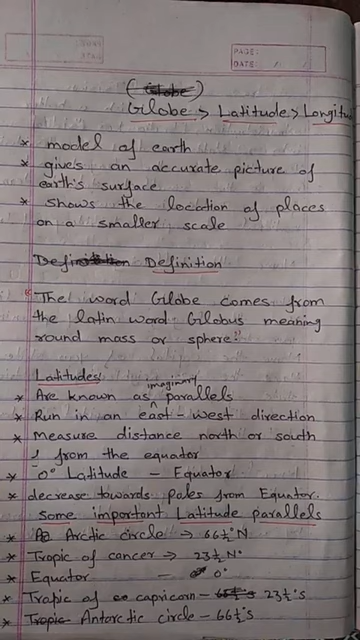 PAGE:
DATE:
(Globe)
Globe > Latitude > Longitu
* model of earth
* gives an accurate picture of
earth's surface
* shows the location of places
on a smaller scale
Definition Definition
"The word Globe comes from
the latin word Globus meaning
round mass or sphere."
Latitudes:
* Are known as imaginary parallels
* Run in an east - west direction
* Measure distance north or south
from the equator
* 0° Latitude - Equator
* decrease towards poles from Equator.
Some important Latitude parallels
* Arctic circle → 66½°N
* Tropic of cancer → 23½N°
* Equator - 0°
* Tropic of capricorn - 23½°s
* Tropic Antarctic circle - 66½°s